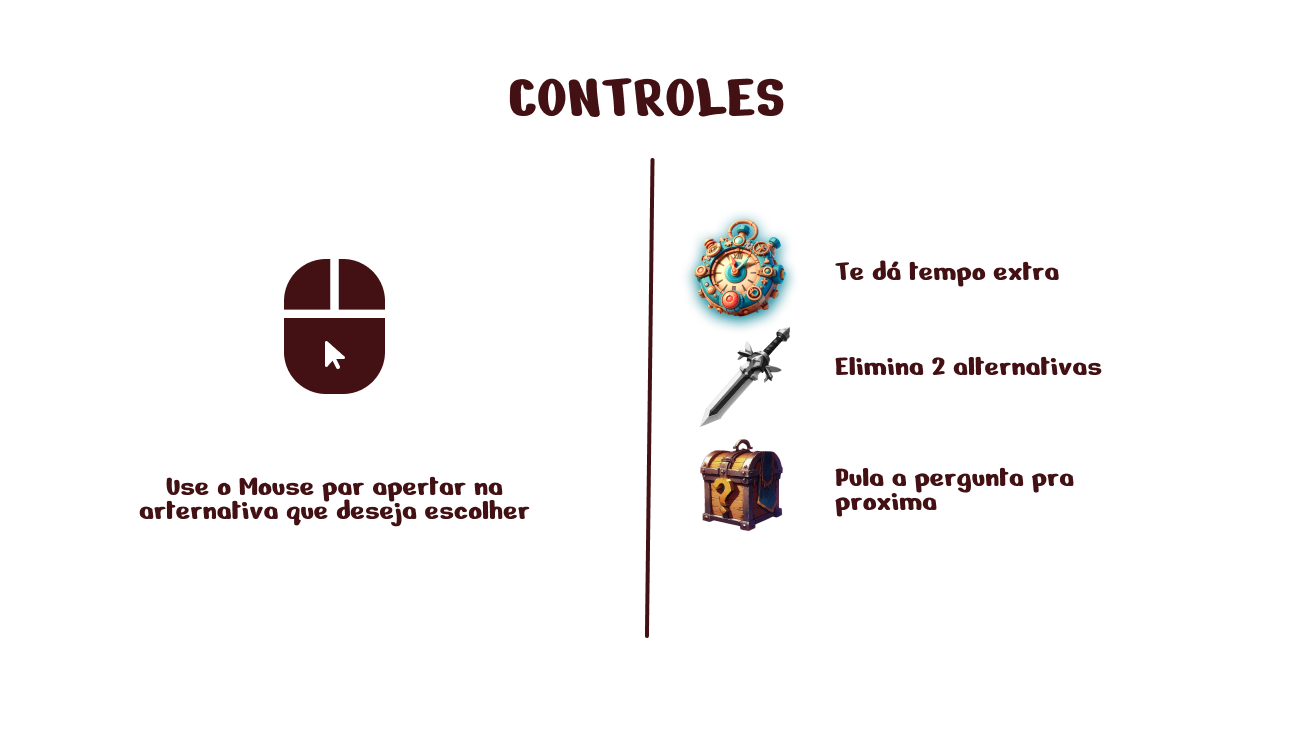 CONTROLES
Use o Mouse par apertar na
arternativa que deseja escolher
Te dá tempo extra
Elimina 2 alternativas
Pula a pergunta pra
proxima